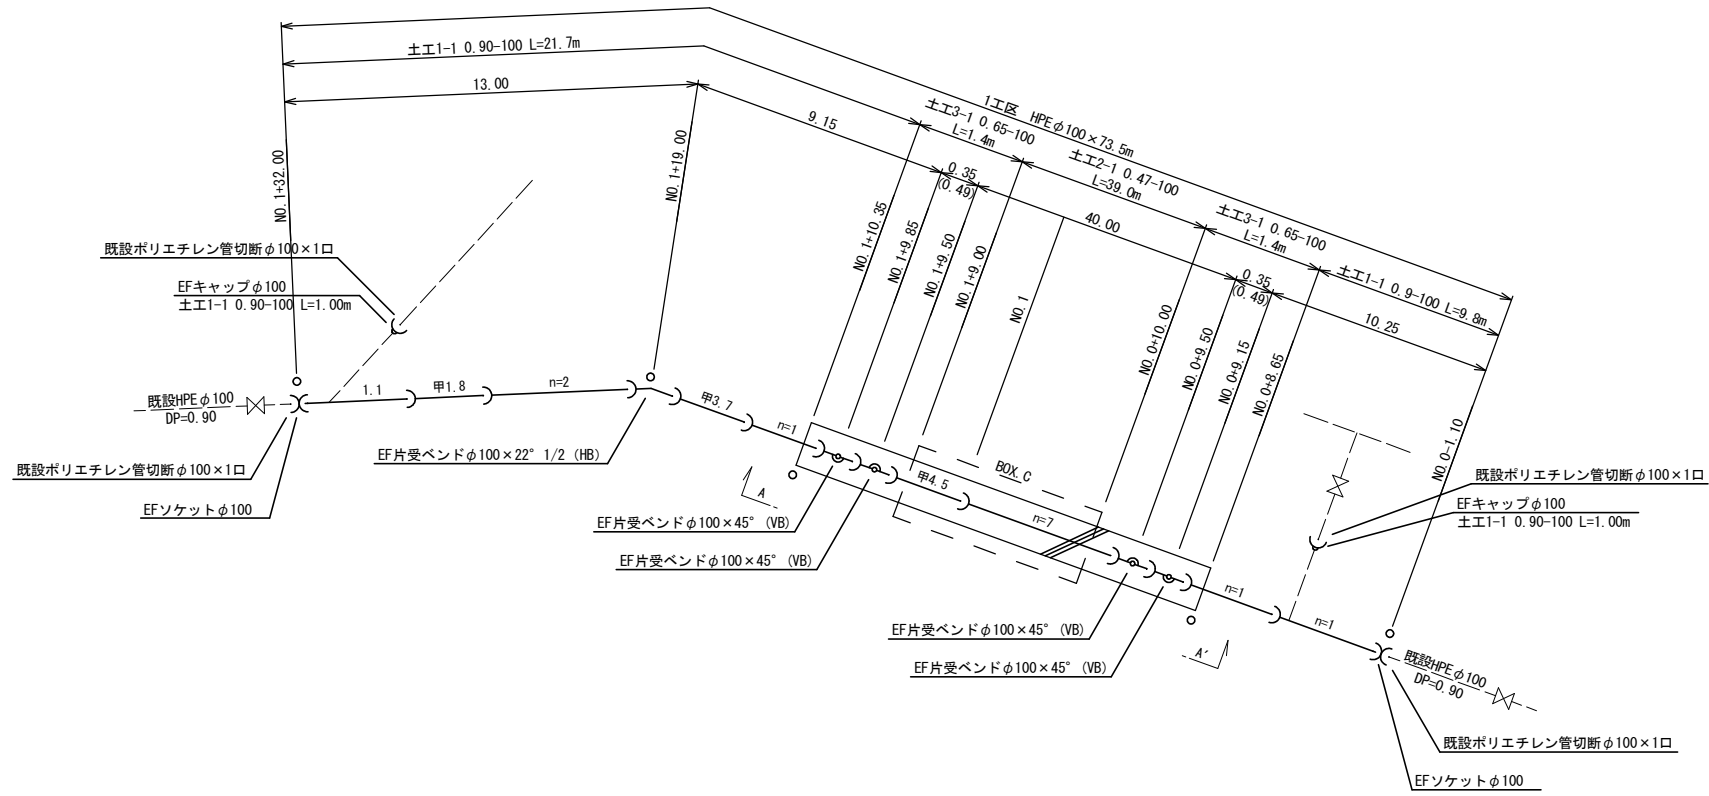 1工区 HPEφ100×73.5m
土工1-1 0.90-100 L=21.7m
13.00
9.15
土工3-1 0.65-100
L=1.4m
土工2-1 0.47-100
L=39.0m
土工3-1 0.65-100
L=1.4m
土工1-1 0.9-100 L=9.8m
0.35
(0.49)
40.00
0.35
(0.49)
10.25
NO.1+32.00
NO.1+19.00
NO.1+10.35
NO.1+9.85
NO.1+9.50
NO.1+9.00
NO.1
NO.0+10.00
NO.0+9.50
NO.0+9.15
NO.0+8.65
NO.0-1.10
既設ポリエチレン管切断φ100×1口
EFキャップφ100
土工1-1 0.90-100 L=1.00m
既設HPEφ100
DP=0.90
1.1
甲1.8
n=2
甲3.7
n=1
甲4.5
n=7
n=1
n=1
BOX.C
A
A'
既設ポリエチレン管切断φ100×1口
EFソケットφ100
EF片受ベンドφ100×22°1/2 (HB)
EF片受ベンドφ100×45° (VB)
EF片受ベンドφ100×45° (VB)
EF片受ベンドφ100×45° (VB)
EF片受ベンドφ100×45° (VB)
既設ポリエチレン管切断φ100×1口
EFキャップφ100
土工1-1 0.90-100 L=1.00m
既設HPEφ100
DP=0.90
既設ポリエチレン管切断φ100×1口
EFソケットφ100